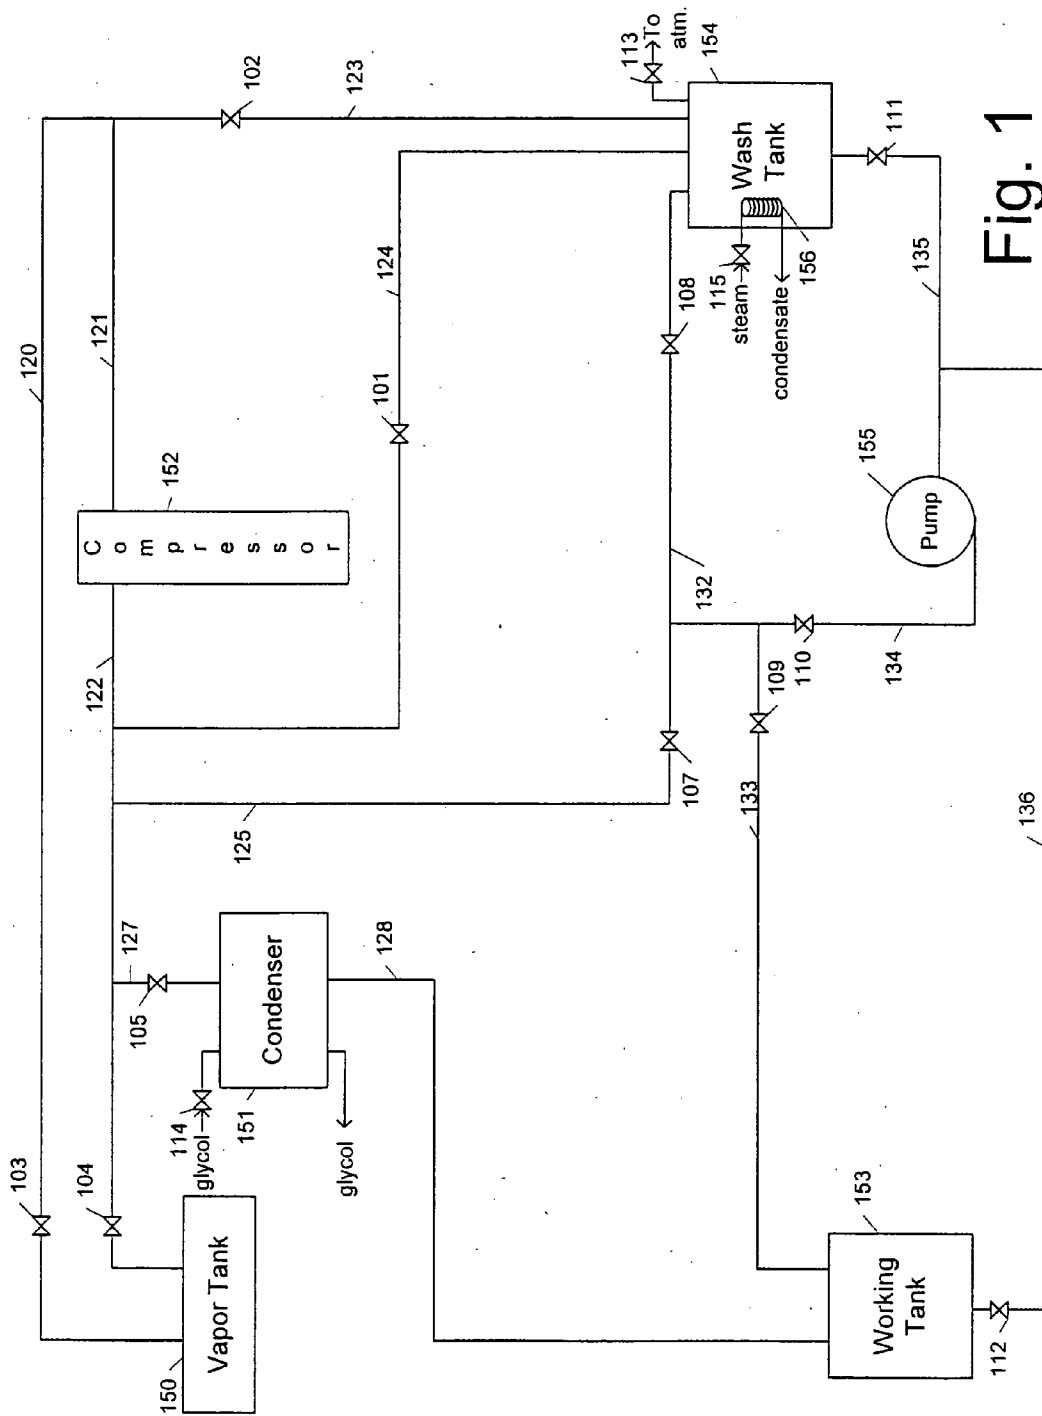 120
121
102
123
103
104
122
Compressor
152
127
105
124
101
113
To
atm.
154
Vapor Tank
150
114
glycol
glycol
151
Condenser
128
125
108
Wash
Tank
steam
115
condensate
156
132
107
109
110
133
134
155
Pump
135
111
153
Working
Tank
112
136
Fig. 1